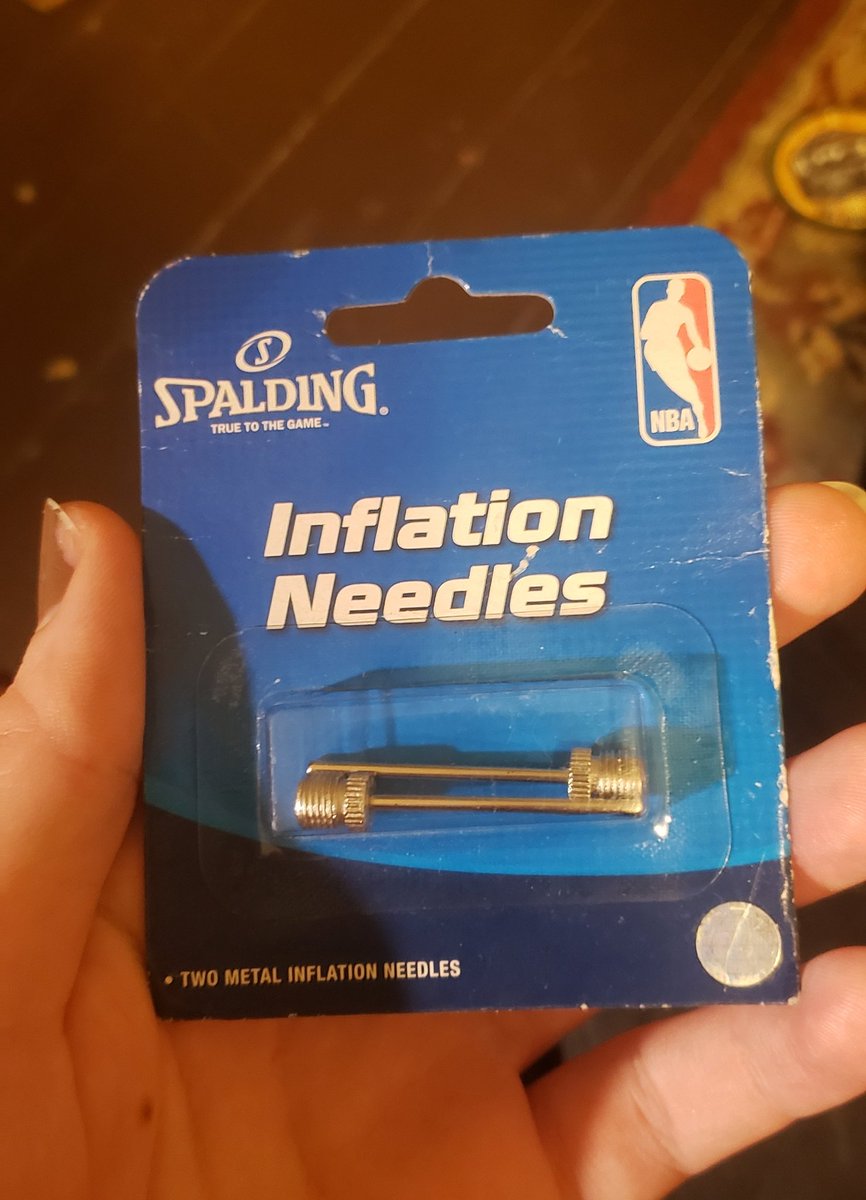 S
SPALDING®
TRUE TO THE GAME™
NBA
Inflation
Needles
• TWO METAL INFLATION NEEDLES